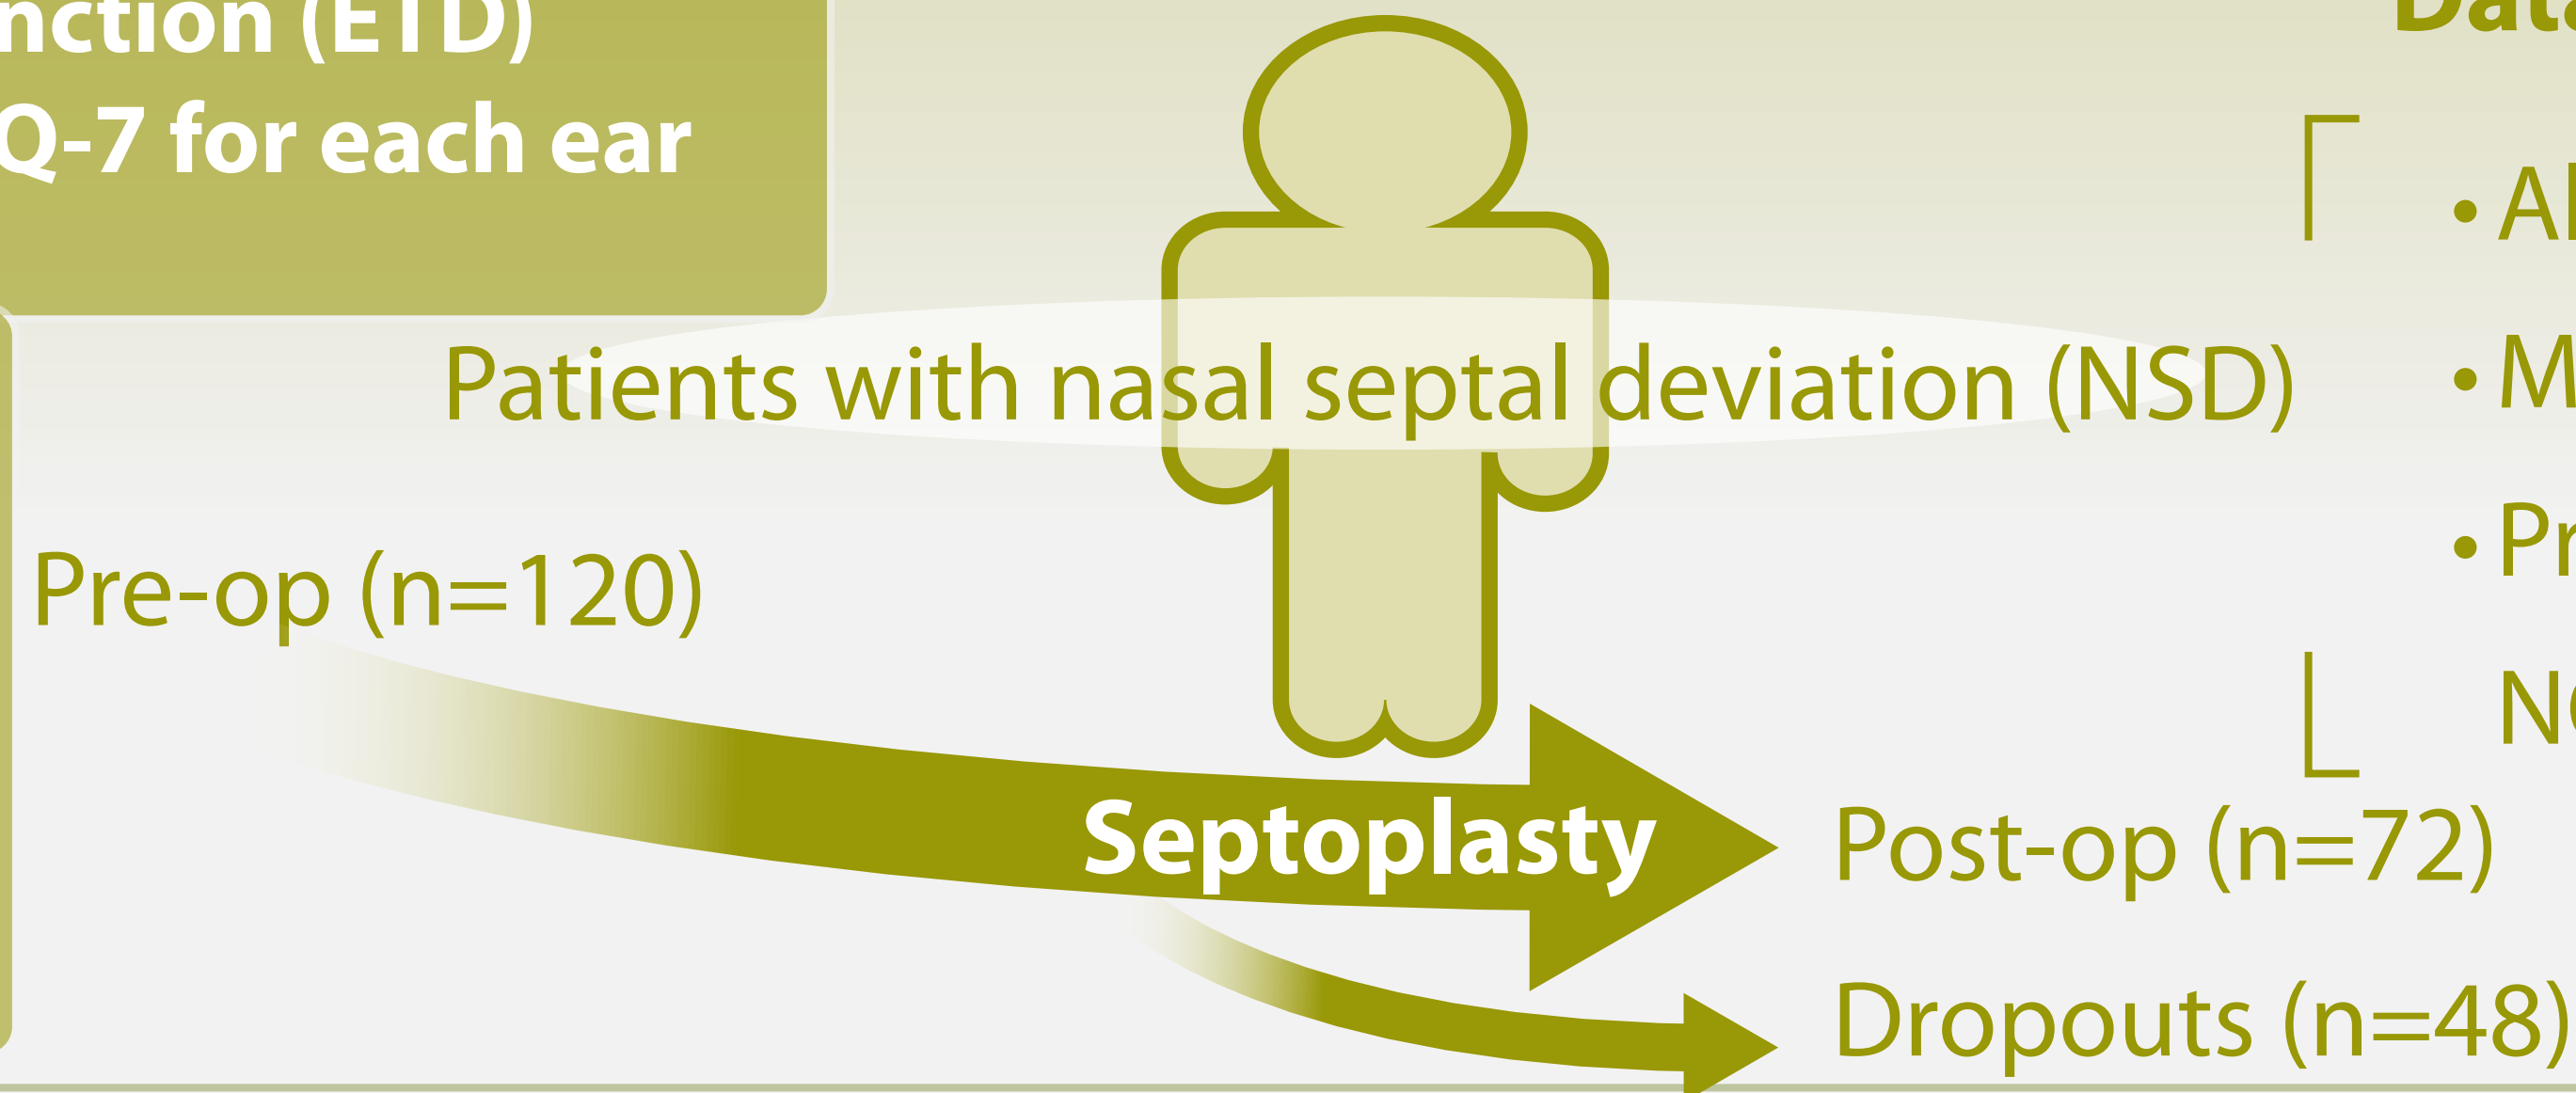 (ETD)
Q-7 for each ear
Patients with nasal septal deviation (NSD)
Pre-op (n=120)
Septoplasty
Post-op (n=72)
Dropouts (n=48)